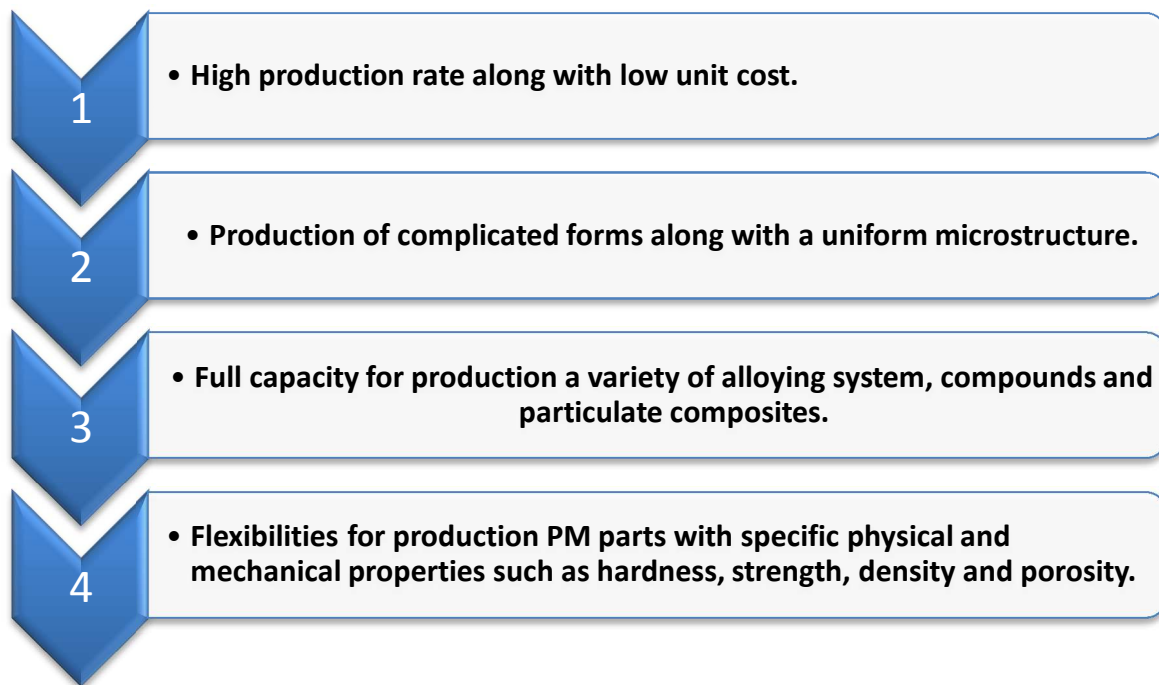 1
• High production rate along with low unit cost.
2
• Production of complicated forms along with a uniform microstructure.
3
• Full capacity for production a variety of alloying system, compounds and
particulate composites.
4
• Flexibilities for production PM parts with specific physical and
mechanical properties such as hardness, strength, density and porosity.